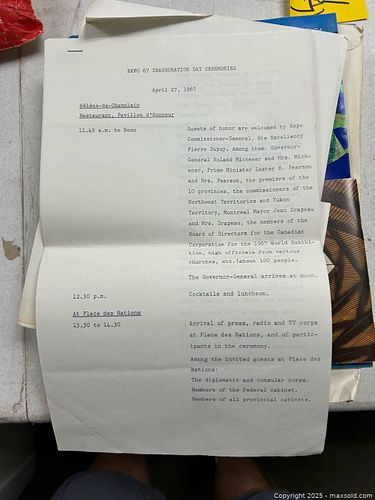 EXPO 67 INAUGURATION DAY CEREMONIES
April 27, 1967
Hélène-de-Champlain
Restaurant, Pavillon d'Honneur
11.45 a.m. to Noon
Guests of honor are welcomed by Expo
Commissioner-General, His Excellency
Pierre Dupuy. Among them: Governor-
General Roland Michener and Mrs. Mich-
ener, Prime Minister Lester B. Pearson
and Mrs. Pearson, the premiers of the
10 provinces, the commissioners of the
Northwest Territories and Yukon
Territory, Montreal Mayor Jean Drapeau
and Mrs. Drapeau, the members of the
Board of Directors for the Canadian
Corporation for the 1967 World Exhibi-
tion, high officials from various
churches, etc.(about 100 people.
The Governor-General arrives at noon.
12.30 p.m.
Cocktails and luncheon.
At Place des Nations
13.30 to 14.30
Arrival of press, radio and TV corps
at Place des Nations, and of partic-
ipants in the ceremony.
Among the invited guests at Place des
Nations:
The diplomatic and consular corps.
Members of the federal cabinet.
Members of all provincial cabinets.
Copyright 2025 - maxsold.com